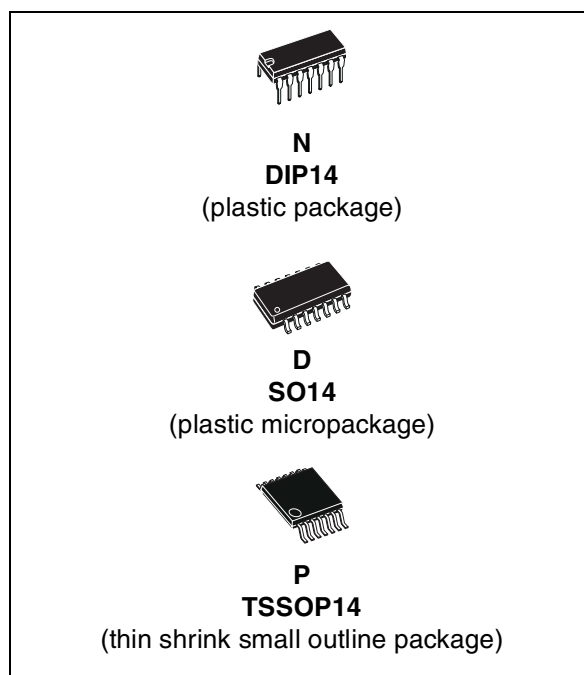 N
DIP14
(plastic package)
D
SO14
(plastic micropackage)
P
TSSOP14
(thin shrink small outline package)